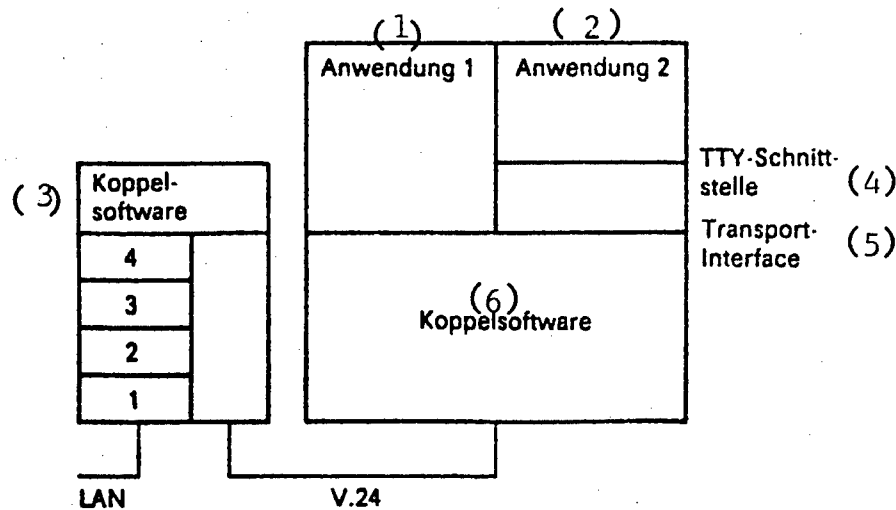 (1)
(2)
Anwendung 1
Anwendung 2
TTY-Schnitt-
stelle
(4)
(3)
Koppel-
software
Transport-
Interface
(5)
4
3
2
1
(6)
Koppelsoftware
LAN
V.24